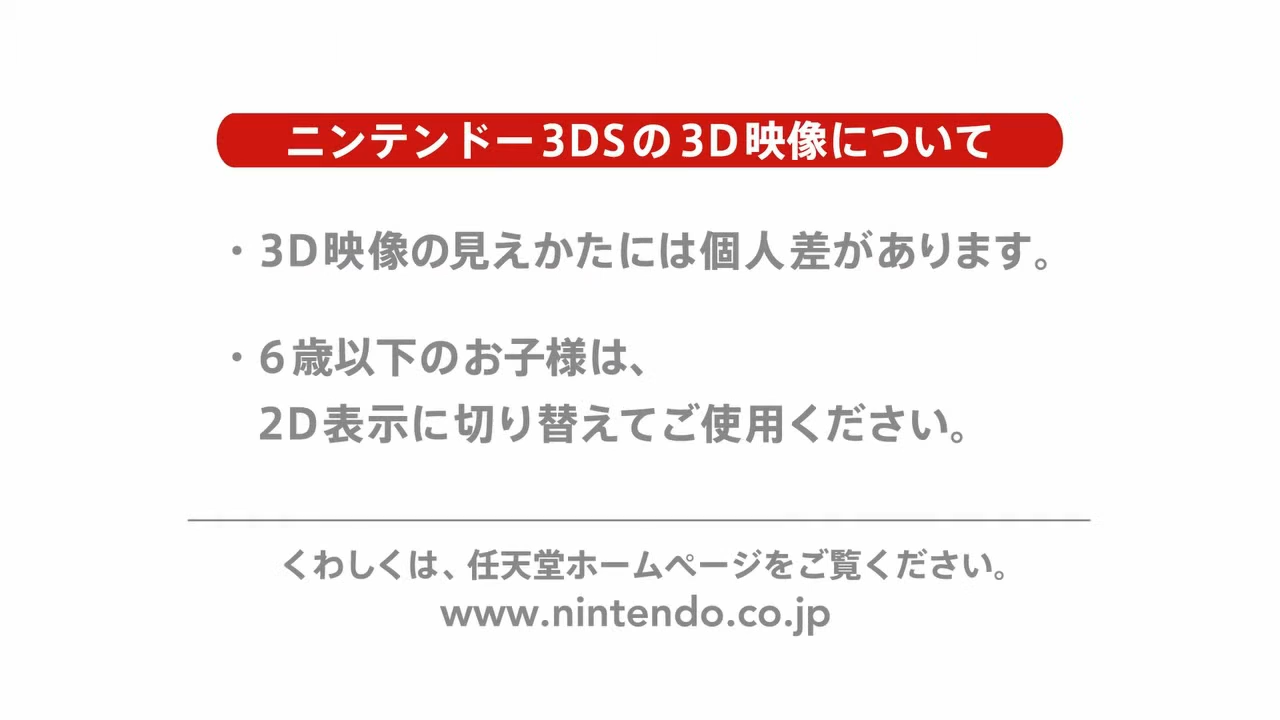 ニンテンドー3DSの3D映像について
・3D映像の見えかたには個人差があります。
・6歳以下のお子様は、
2D表示に切り替えてご使用ください。
くわしくは、任天堂ホームページをご覧ください。
www.nintendo.co.jp